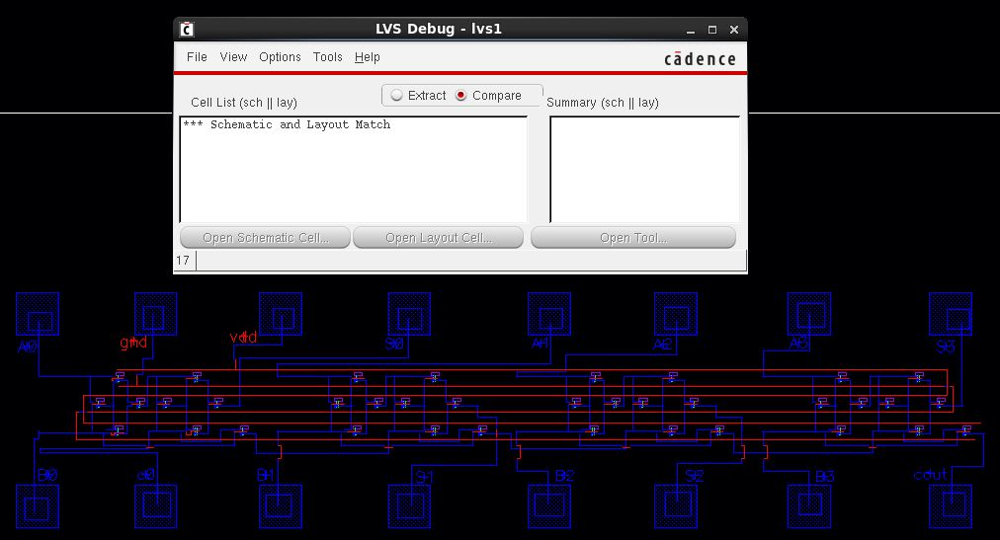 LVS Debug - lvs1
File View Options Tools Help
cādence
Cell List (sch || lay)
Extract Compare
Summary (sch || lay)
*** Schematic and Layout Match
Open Schematic Cell...
Open Layout Cell...
Open Tool...
17
A0 gnd vdd S0 A1 A2 A3 S3
B0 B1 S1 B2 S2 B3 cout